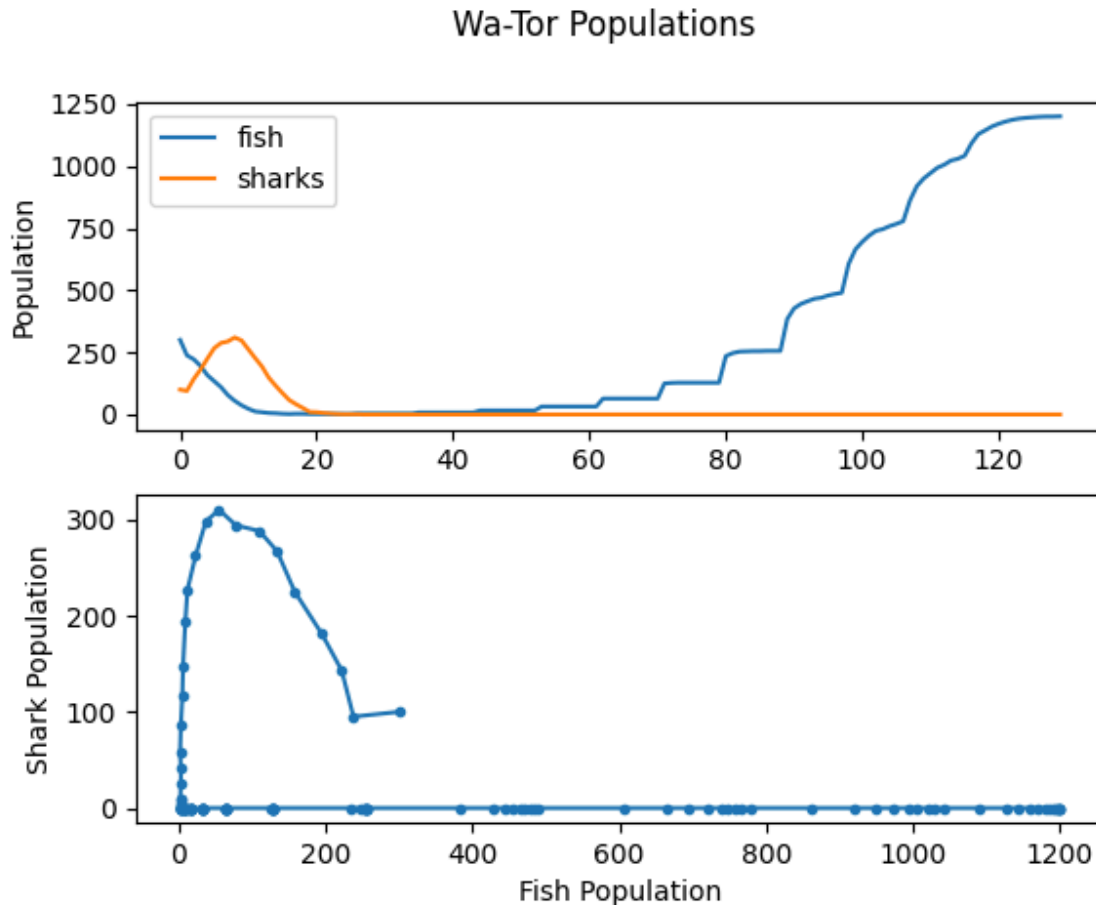 Wa-Tor Populations
1250
1000
750
500
250
0
Population
fish
sharks
0 20 40 60 80 100 120
300
200
100
0
Shark Population
0 200 400 600 800 1000 1200
Fish Population